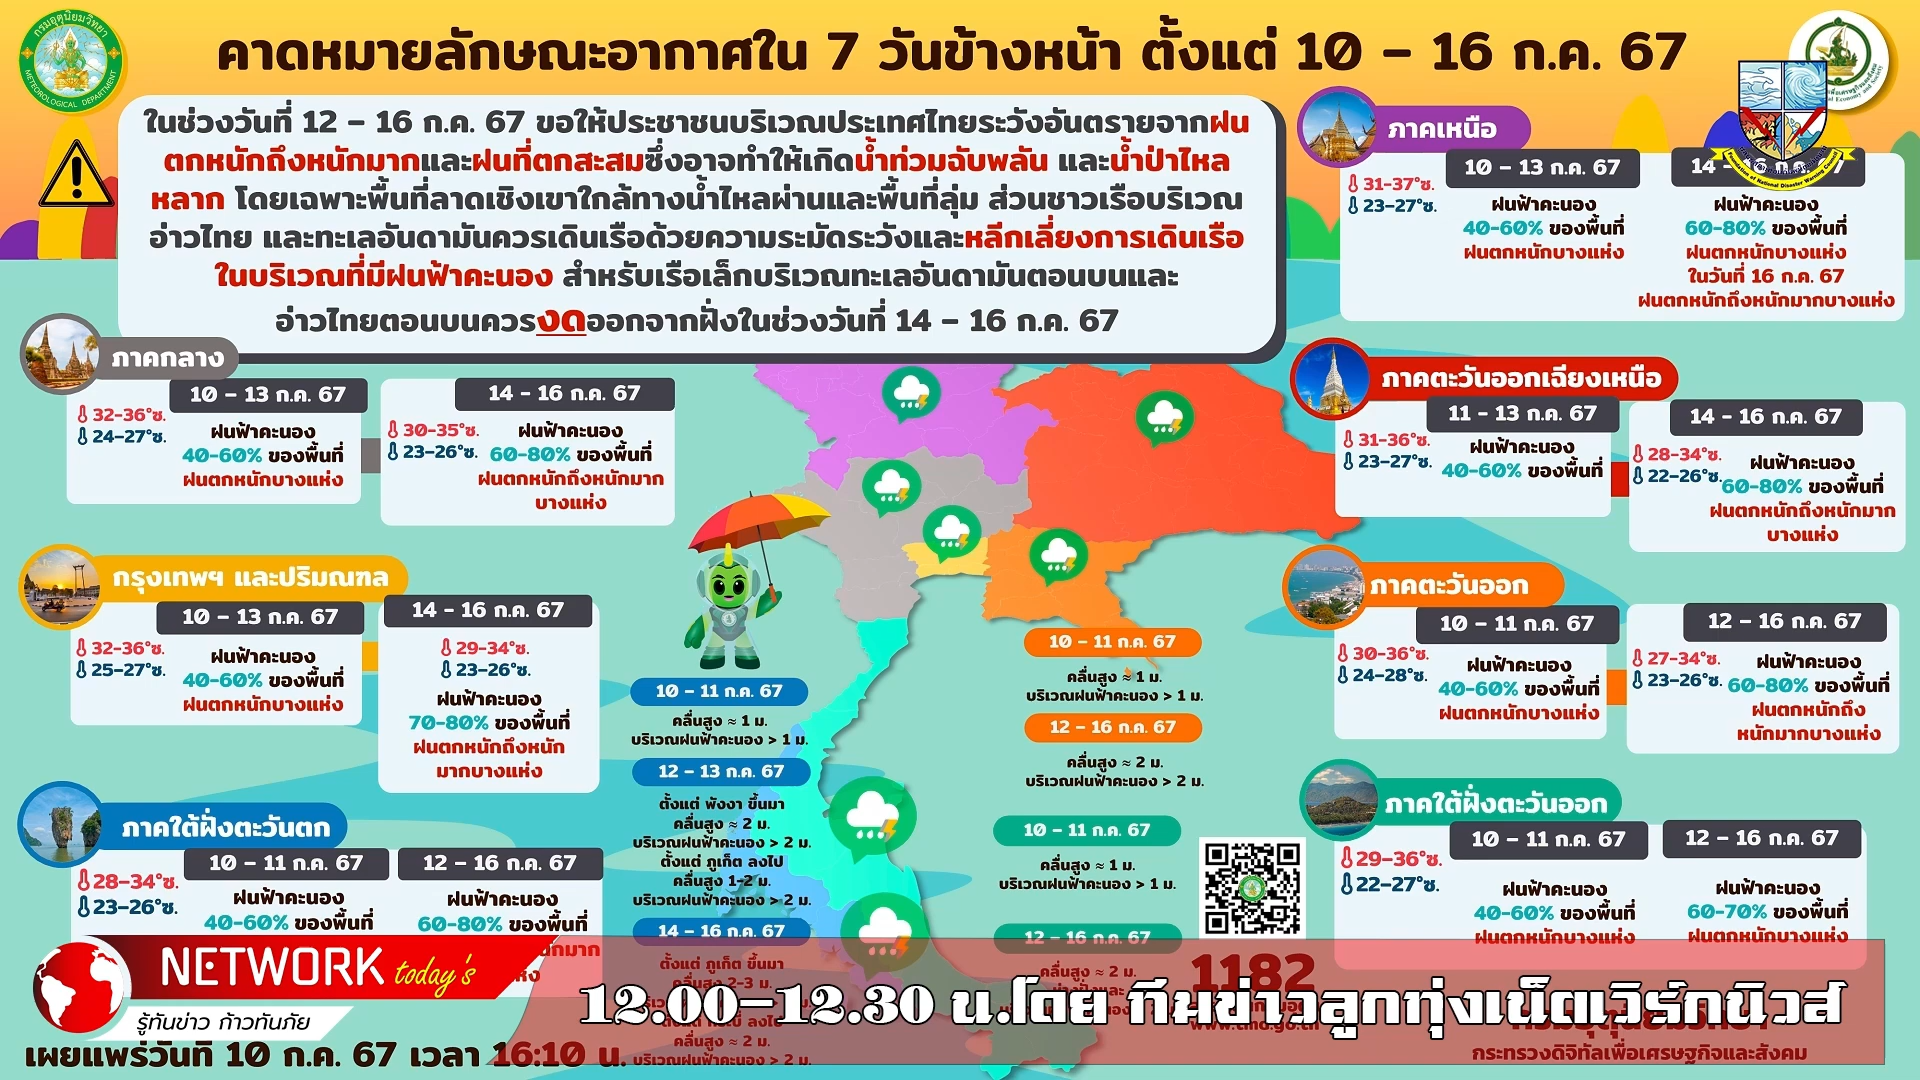 กรมอุตุนิยมวิทยา
METEOROLOGICAL DEPARTMENT
คาดหมายลักษณะอากาศใน 7 วันข้างหน้า ตั้งแต่ 10 – 16 ก.ค. 67
ในช่วงวันที่ 12 – 16 ก.ค. 67 ขอให้ประชาชนบริเวณประเทศไทยระวังอันตรายจากฝน
ตกหนักถึงหนักมากและฝนที่ตกสะสมซึ่งอาจทำให้เกิดน้ำท่วมฉับพลัน และน้ำป่าไหล
หลาก โดยเฉพาะพื้นที่ลาดเชิงเขาใกล้ทางน้ำไหลผ่านและพื้นที่ลุ่ม ส่วนชาวเรือบริเวณ
อ่าวไทย และทะเลอันดามันควรเดินเรือด้วยความระมัดระวังและหลีกเลี่ยงการเดินเรือ
ในบริเวณที่มีฝนฟ้าคะนอง สำหรับเรือเล็กบริเวณทะเลอันดามันตอนบนและ
อ่าวไทยตอนบนควรงดออกจากฝั่งในช่วงวันที่ 14 – 16 ก.ค. 67
ภาคเหนือ
31-37°ซ.
23-27°ซ.
10 – 13 ก.ค. 67
ฝนฟ้าคะนอง
40-60% ของพื้นที่
ฝนตกหนักบางแห่ง
ฝนฟ้าคะนอง
60-80% ของพื้นที่
ฝนตกหนักบางแห่ง
ในวันที่ 16 ก.ค. 67
ฝนตกหนักถึงหนักมากบางแห่ง
ภาคกลาง
32-36°ซ.
24-27°ซ.
10 – 13 ก.ค. 67
ฝนฟ้าคะนอง
40-60% ของพื้นที่
ฝนตกหนักบางแห่ง
14 - 16 ก.ค. 67
30-35°ซ.
23-26°ซ.
ฝนฟ้าคะนอง
60-80% ของพื้นที่
ฝนตกหนักถึงหนักมาก
บางแห่ง
ภาคตะวันออกเฉียงเหนือ
31-36°ซ.
23-27°ซ.
11 - 13 ก.ค. 67
ฝนฟ้าคะนอง
40-60% ของพื้นที่
14 - 16 ก.ค. 67
28-34°ซ.
22-26°ซ.
ฝนฟ้าคะนอง
60-80% ของพื้นที่
ฝนตกหนักถึงหนักมาก
บางแห่ง
กรุงเทพฯ และปริมณฑล
32-36°ซ.
25-27°ซ.
10 – 13 ก.ค. 67
ฝนฟ้าคะนอง
40-60% ของพื้นที่
ฝนตกหนักบางแห่ง
14 - 16 ก.ค. 67
29-34°ซ.
23-26°ซ.
ฝนฟ้าคะนอง
70-80% ของพื้นที่
ฝนตกหนักถึงหนัก
มากบางแห่ง
ภาคตะวันออก
30-36°ซ.
24-28°ซ.
10 – 11 ก.ค. 67
ฝนฟ้าคะนอง
40-60% ของพื้นที่
ฝนตกหนักบางแห่ง
12 - 16 ก.ค. 67
27-34°ซ.
23-26°ซ.
ฝนฟ้าคะนอง
60-80% ของพื้นที่
ฝนตกหนักถึง
หนักมากบางแห่ง
10 – 11 ก.ค. 67
คลื่นสูง ≈ 1 ม.
บริเวณฝนฟ้าคะนอง > 1 ม.
12 – 16 ก.ค. 67
คลื่นสูง ≈ 2 ม.
บริเวณฝนฟ้าคะนอง > 2 ม.
10 – 11 ก.ค. 67
คลื่นสูง ≈ 1 ม.
บริเวณฝนฟ้าคะนอง > 1 ม.
12 – 13 ก.ค. 67
ตั้งแต่ พังงา ขึ้นมา
คลื่นสูง ≈ 2 ม.
บริเวณฝนฟ้าคะนอง > 2 ม.
ตั้งแต่ ภูเก็ต ลงไป
คลื่นสูง 1-2 ม.
บริเวณฝนฟ้าคะนอง > 2 ม.
14 – 16 ก.ค. 67
ตั้งแต่ ภูเก็ต ขึ้นมา
คลื่นสูง 2-3 ม.
คลื่นสูง ≈ 2 ม.
บริเวณฝนฟ้าคะนอง > 2 ม.
10 – 11 ก.ค. 67
คลื่นสูง ≈ 1 ม.
บริเวณฝนฟ้าคะนอง > 1 ม.
12 – 16 ก.ค. 67
คลื่นสูง ≈ 2 ม.
ภาคใต้ฝั่งตะวันตก
28-34°ซ.
23-26°ซ.
10 – 11 ก.ค. 67
ฝนฟ้าคะนอง
40-60% ของพื้นที่
12 – 16 ก.ค. 67
ฝนฟ้าคะนอง
60-80% ของพื้นที่
ภาคใต้ฝั่งตะวันออก
29-36°ซ.
22-27°ซ.
10 – 11 ก.ค. 67
ฝนฟ้าคะนอง
40-60% ของพื้นที่
ฝนตกหนักบางแห่ง
12 – 16 ก.ค. 67
ฝนฟ้าคะนอง
60-70% ของพื้นที่
ฝนตกหนักบางแห่ง
1182
NETWORK today's
รู้ทันข่าว ก้าวทันภัย
12.00-12.30 น.โดย ทีมข่าวลูกทุ่งเน็ตเวิร์กนิวส์
เผยแพร่วันที่ 10 ก.ค. 67 เวลา 16:10 น.
กระทรวงดิจิทัลเพื่อเศรษฐกิจและสังคม